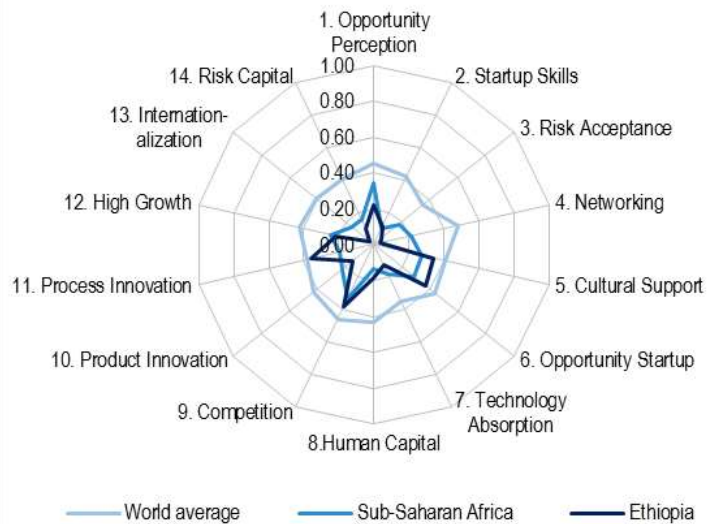 1. Opportunity
Perception
1.00
14. Risk Capital
2. Startup Skills
0.80
13. Internation-
alization
3. Risk Acceptance
0.60
0.40
12. High Growth
4. Networking
0.20
0.00
11. Process Innovation
5. Cultural Support
10. Product Innovation
6. Opportunity Startup
9. Competition
7. Technology
Absorption
8.Human Capital
World average
Sub-Saharan Africa
Ethiopia